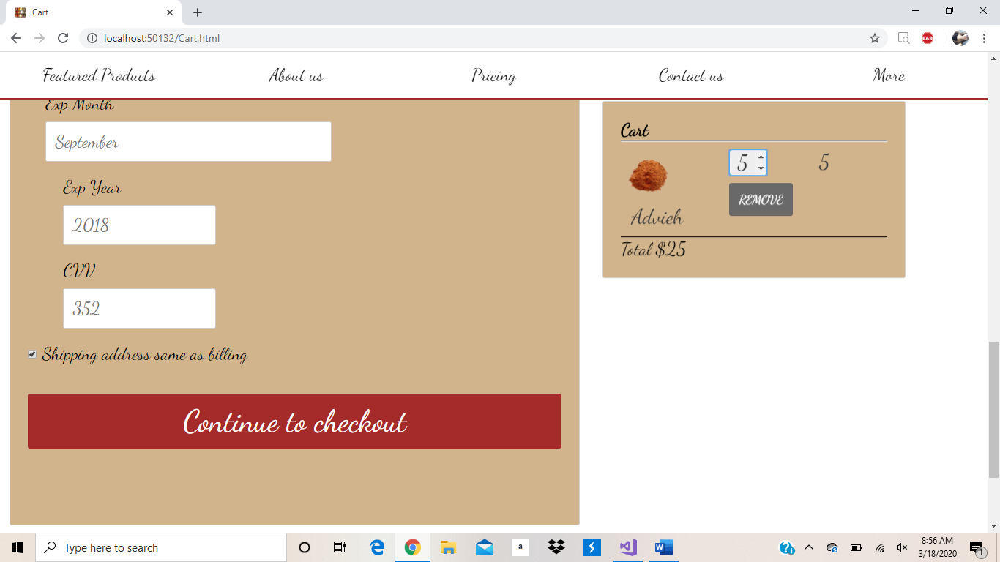 Cart
localhost:50132/Cart.html
EAB
Featured Products About us Pricing Contact us More
Exp Month
September
Exp Year
2018
CVV
352
Shipping address same as billing
Continue to checkout
Cart
5 5
REMOVE
Advieh
Total $25
Type here to search
a
8:56 AM
3/18/2020
1